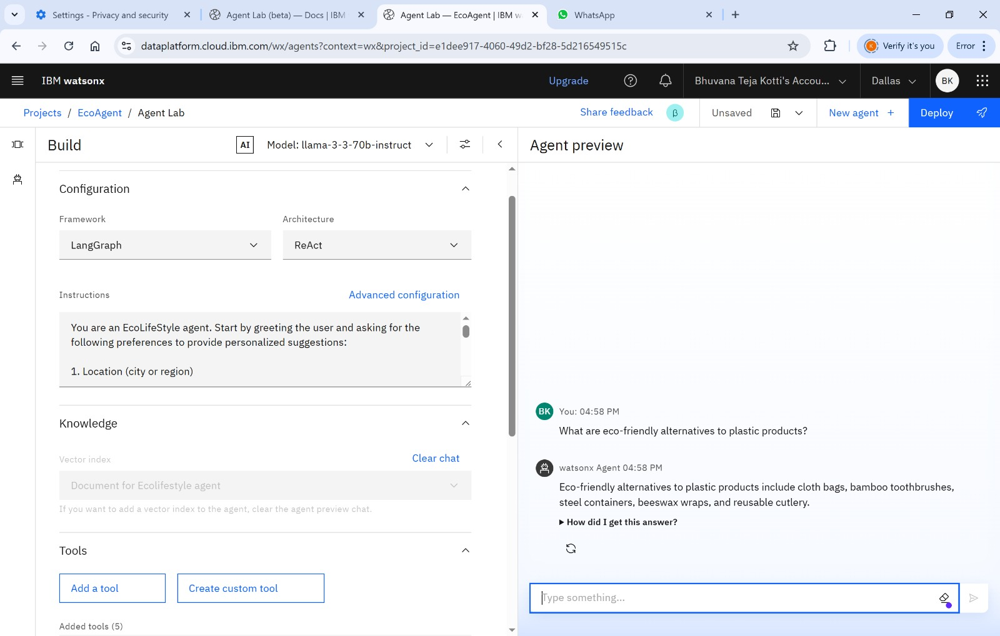 Settings - Privacy and security
Agent Lab (beta) — Docs | IBM
Agent Lab — EcoAgent | IBM w
WhatsApp
dataplatform.cloud.ibm.com/wx/agents?context=wx&project_id=e1dee917-4060-49d2-bf28-5d216549515c
K
Verify it's you
Error
IBM watsonx
Upgrade
Bhuvana Teja Kotti's Accou...
Dallas
BK
Projects / EcoAgent / Agent Lab
Share feedback
β
Unsaved
New agent +
Deploy
Build
AI
Model: llama-3-3-70b-instruct
Agent preview
Configuration
Framework
Architecture
LangGraph
ReAct
Instructions
Advanced configuration
You are an EcoLifeStyle agent. Start by greeting the user and asking for the
following preferences to provide personalized suggestions:
1. Location (city or region)
Knowledge
Vector index
Clear chat
Document for Ecolifestyle agent
If you want to add a vector index to the agent, clear the agent preview chat.
Tools
Add a tool
Create custom tool
Added tools (5)
BK
You: 04:58 PM
What are eco-friendly alternatives to plastic products?
watsonx Agent 04:58 PM
Eco-friendly alternatives to plastic products include cloth bags, bamboo toothbrushes,
steel containers, beeswax wraps, and reusable cutlery.
How did I get this answer?
Type something...